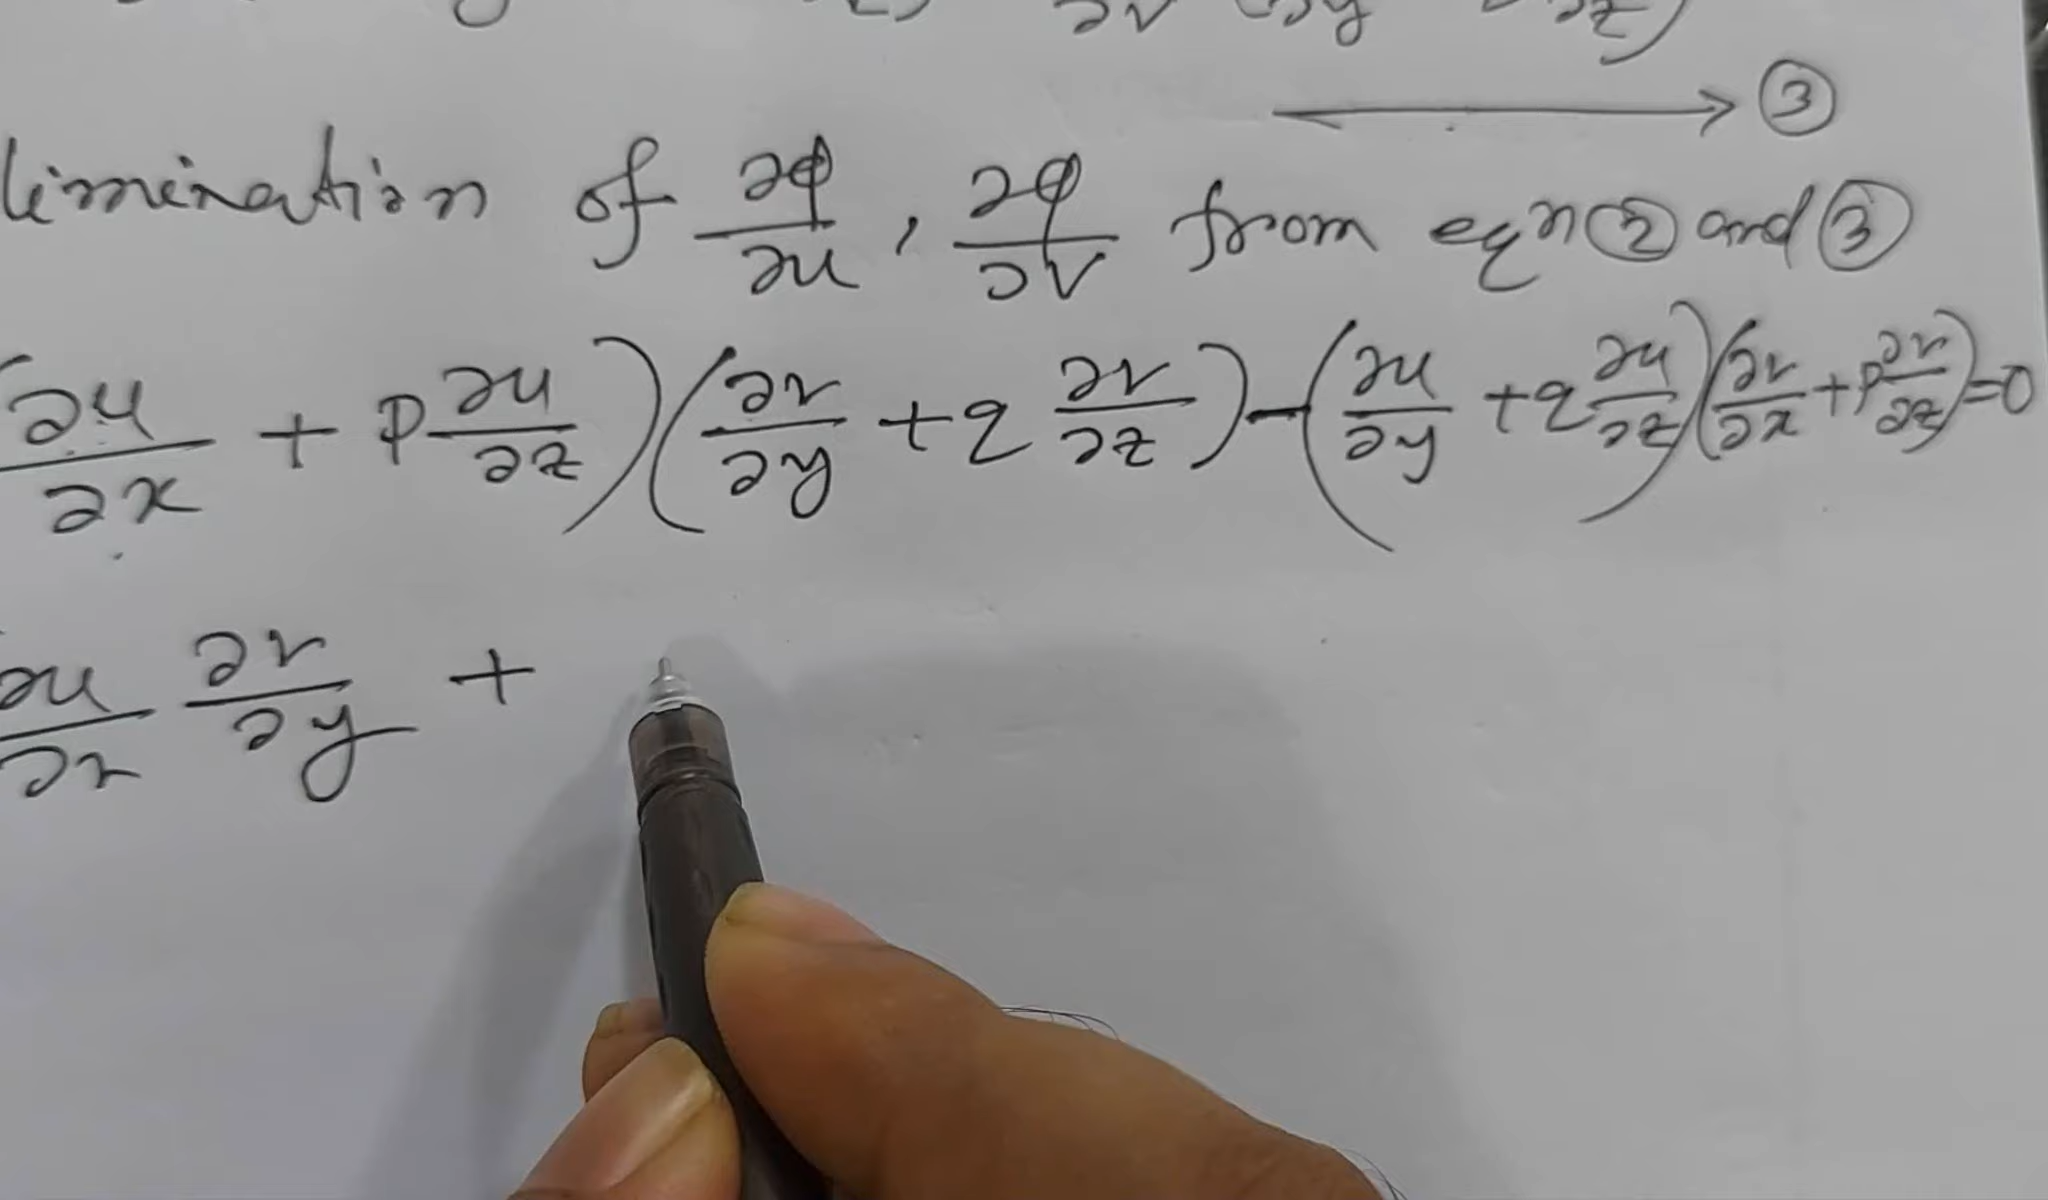 ∂v ∂y ∂z)
→ ③
limination of ∂φ/∂u , ∂φ/∂v from eqn ② and ③
(∂u/∂x + p ∂u/∂z)(∂v/∂y + q ∂v/∂z) - (∂u/∂y + q ∂u/∂z)(∂v/∂x + p ∂v/∂z) = 0
∂u/∂x ∂v/∂y +